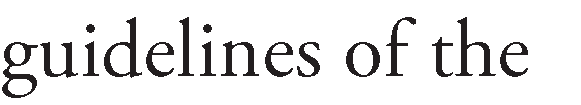 guidelines of the